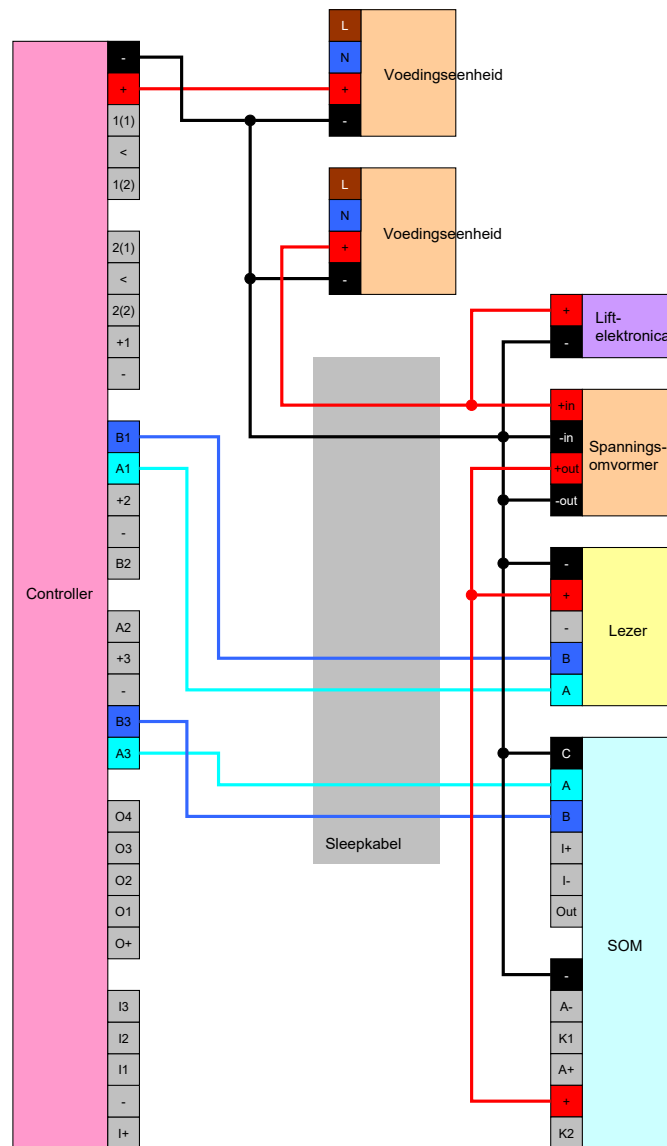 Controller
-
+
1(1)
<
1(2)
2(1)
<
2(2)
+1
-
B1
A1
+2
-
B2
A2
+3
-
B3
A3
O4
O3
O2
O1
O+
I3
I2
I1
-
I+
L
N
+
-
Voedingseenheid
L
N
+
-
Voedingseenheid
Sleepkabel
+
-
Lift-
elektronica
+in
-in
+out
-out
Spannings-
omvormer
-
+
-
B
A
Lezer
C
A
B
I+
I-
Out
-
A-
K1
A+
+
K2
SOM